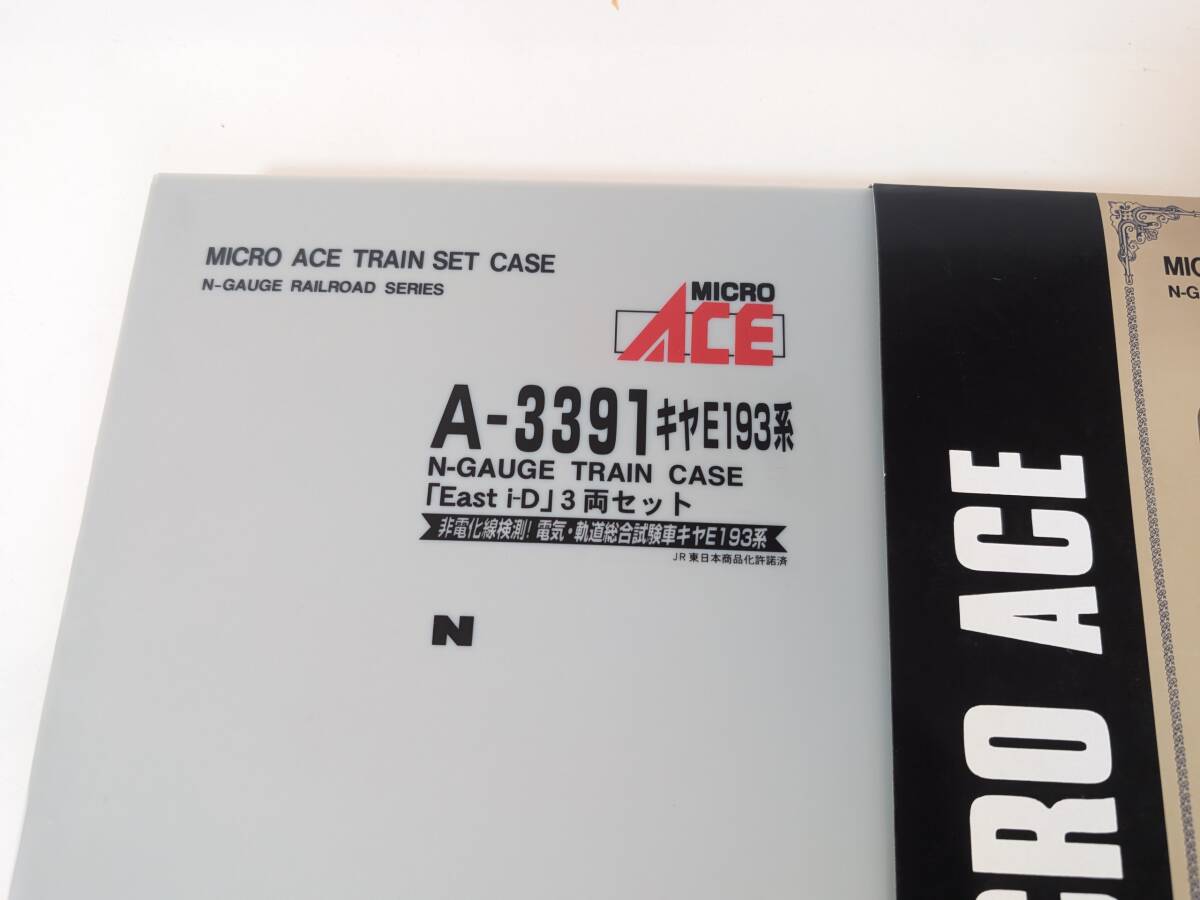 MICRO ACE TRAIN SET CASE
N-GAUGE RAILROAD SERIES
MICRO
ACE
A-3391キヤE193系
N-GAUGE TRAIN CASE
「East i-D」3両セット
非電化線検測!電気・軌道総合試験車キヤE193系
JR東日本商品化許諾済
N
CRO ACE
MIC
N-G